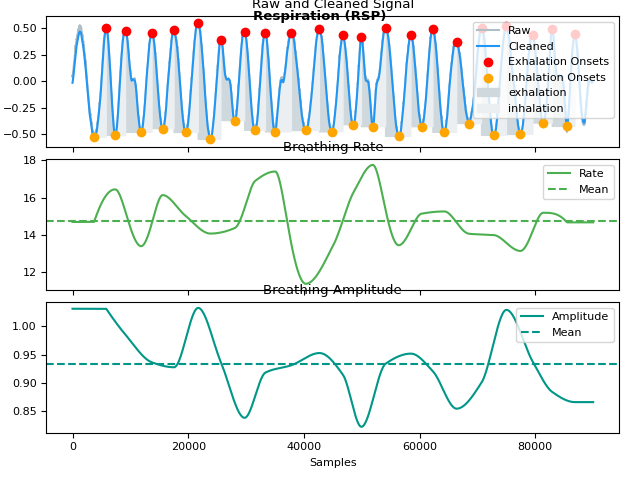 Raw and Cleaned Signal
Respiration (RSP)
0.50
0.25
0.00
−0.25
−0.50
Raw
Cleaned
Exhalation Onsets
Inhalation Onsets
exhalation
inhalation
Breathing Rate
18
16
14
12
Rate
Mean
Breathing Amplitude
1.00
0.95
0.90
0.85
Amplitude
Mean
0 20000 40000 60000 80000
Samples